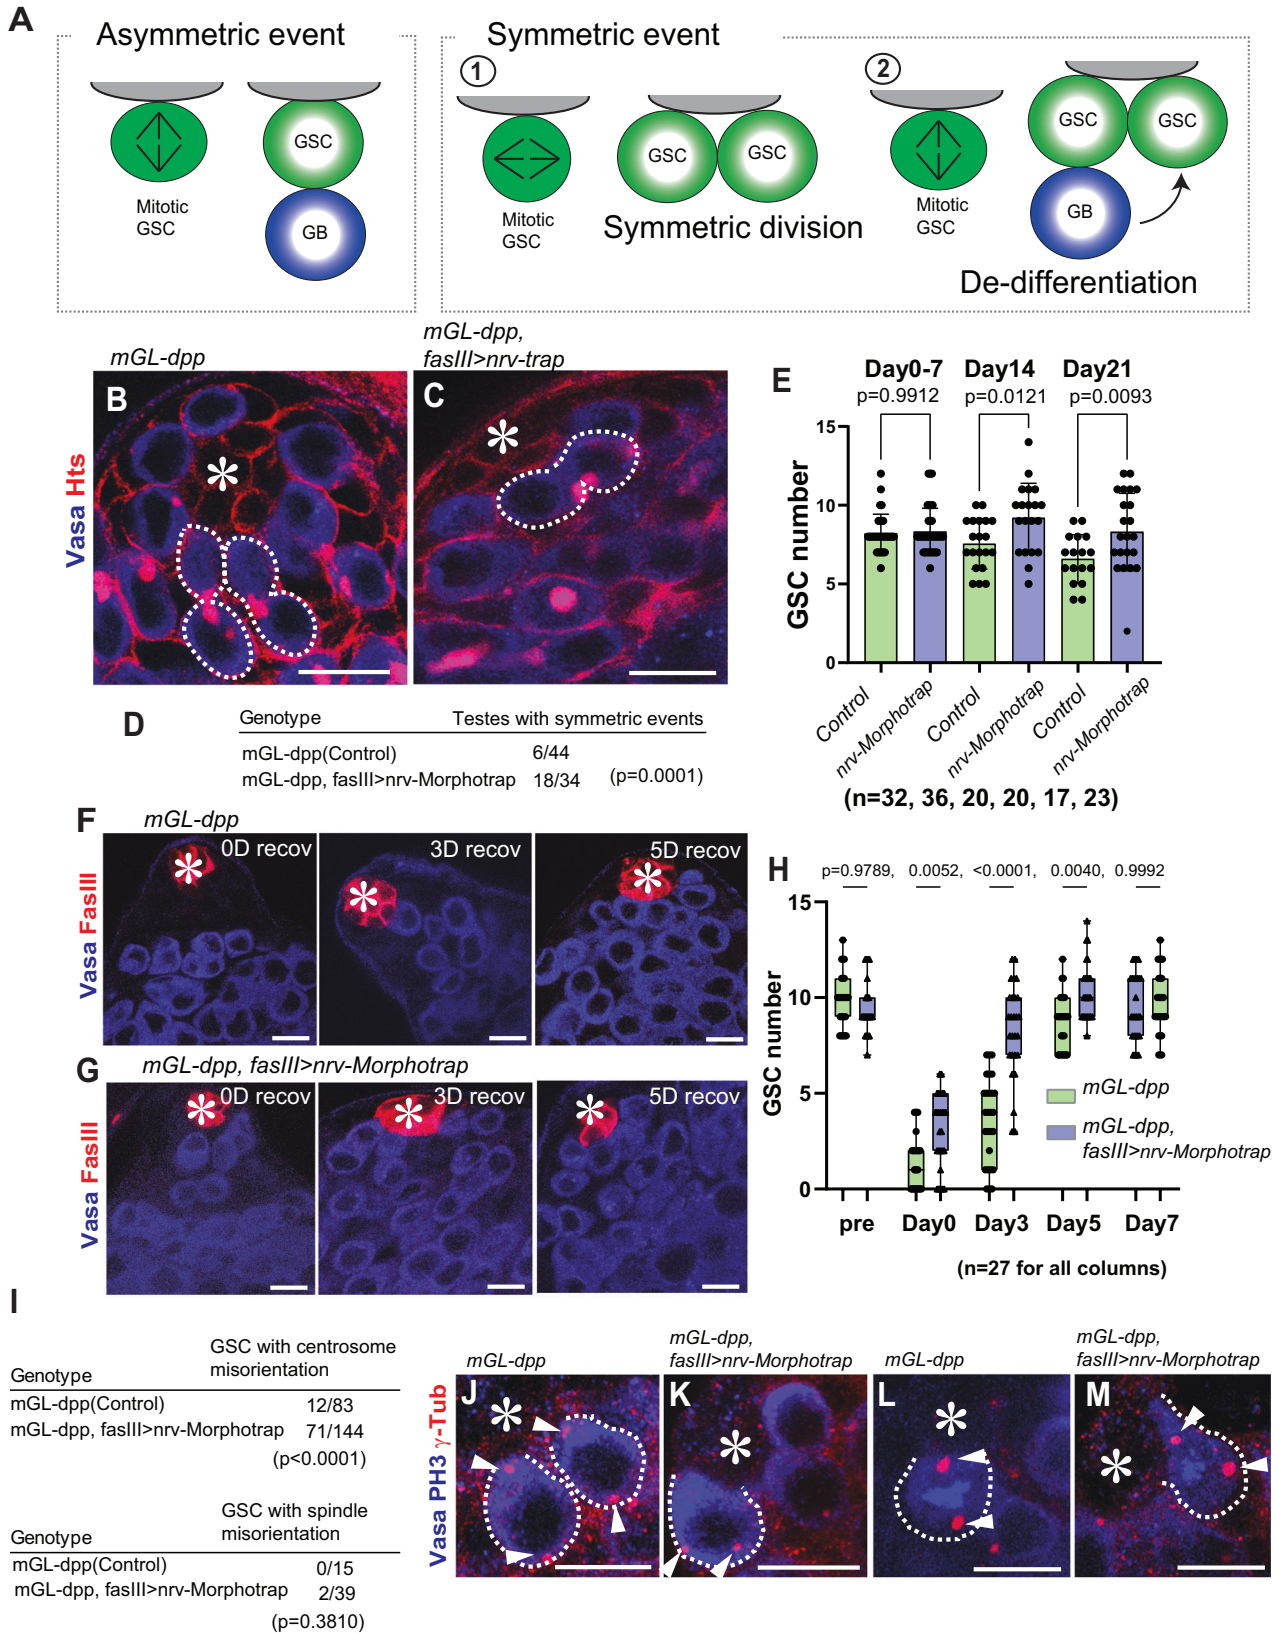 A
Asymmetric event
Symmetric event
1
2
GSC
GB
Mitotic
GSC
GSC
GSC
Mitotic
GSC
Symmetric division
GSC
GSC
GB
Mitotic
GSC
De-differentiation
mGL-dpp
mGL-dpp,
fasIII>nrv-trap
Vasa Hts
B
*
C
*
D
Genotype Testes with symmetric events
mGL-dpp(Control) 6/44
mGL-dpp, fasIII>nrv-Morphotrap 18/34 (p=0.0001)
E
Day0-7 Day14 Day21
p=0.9912 p=0.0121 p=0.0093
GSC number
15
10
5
0
Control
nrv-Morphotrap
Control
nrv-Morphotrap
Control
nrv-Morphotrap
(n=32, 36, 20, 20, 17, 23)
F
mGL-dpp
Vasa FasIII
0D recov
*
3D recov
*
5D recov
*
G
mGL-dpp, fasIII>nrv-Morphotrap
Vasa FasIII
0D recov
*
3D recov
*
5D recov
*
H
p=0.9789, 0.0052, <0.0001, 0.0040, 0.9992
GSC number
15
10
5
0
mGL-dpp
mGL-dpp,
fasIII>nrv-Morphotrap
pre Day0 Day3 Day5 Day7
(n=27 for all columns)
I
Genotype GSC with centrosome
misorientation
mGL-dpp(Control) 12/83
mGL-dpp, fasIII>nrv-Morphotrap 71/144
(p<0.0001)
Genotype GSC with spindle
misorientation
mGL-dpp(Control) 0/15
mGL-dpp, fasIII>nrv-Morphotrap 2/39
(p=0.3810)
Vasa PH3 γ-Tub
mGL-dpp
J
*
mGL-dpp,
fasIII>nrv-Morphotrap
K
*
mGL-dpp
L
*
mGL-dpp,
fasIII>nrv-Morphotrap
M
*